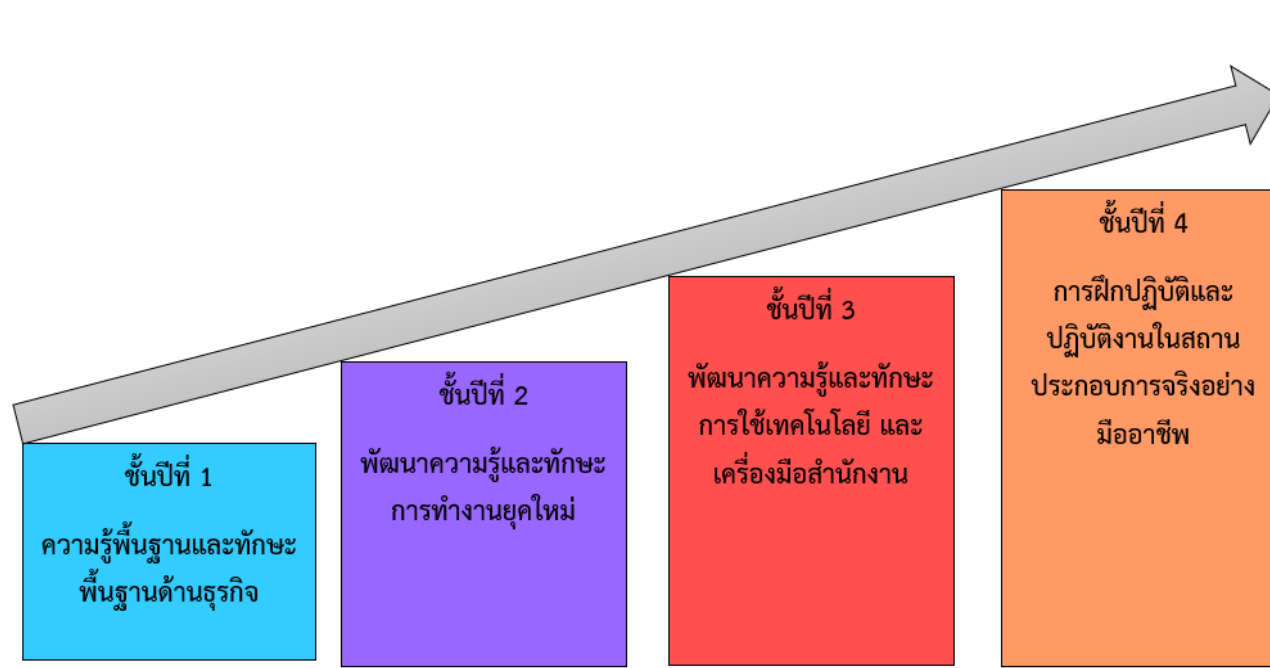 ชั้นปีที่ 1
ความรู้พื้นฐานและทักษะ
พื้นฐานด้านธุรกิจ
ชั้นปีที่ 2
พัฒนาความรู้และทักษะ
การทำงานยุคใหม่
ชั้นปีที่ 3
พัฒนาความรู้และทักษะ
การใช้เทคโนโลยี และ
เครื่องมือสำนักงาน
ชั้นปีที่ 4
การฝึกปฏิบัติและ
ปฏิบัติงานในสถาน
ประกอบการจริงอย่าง
มืออาชีพ